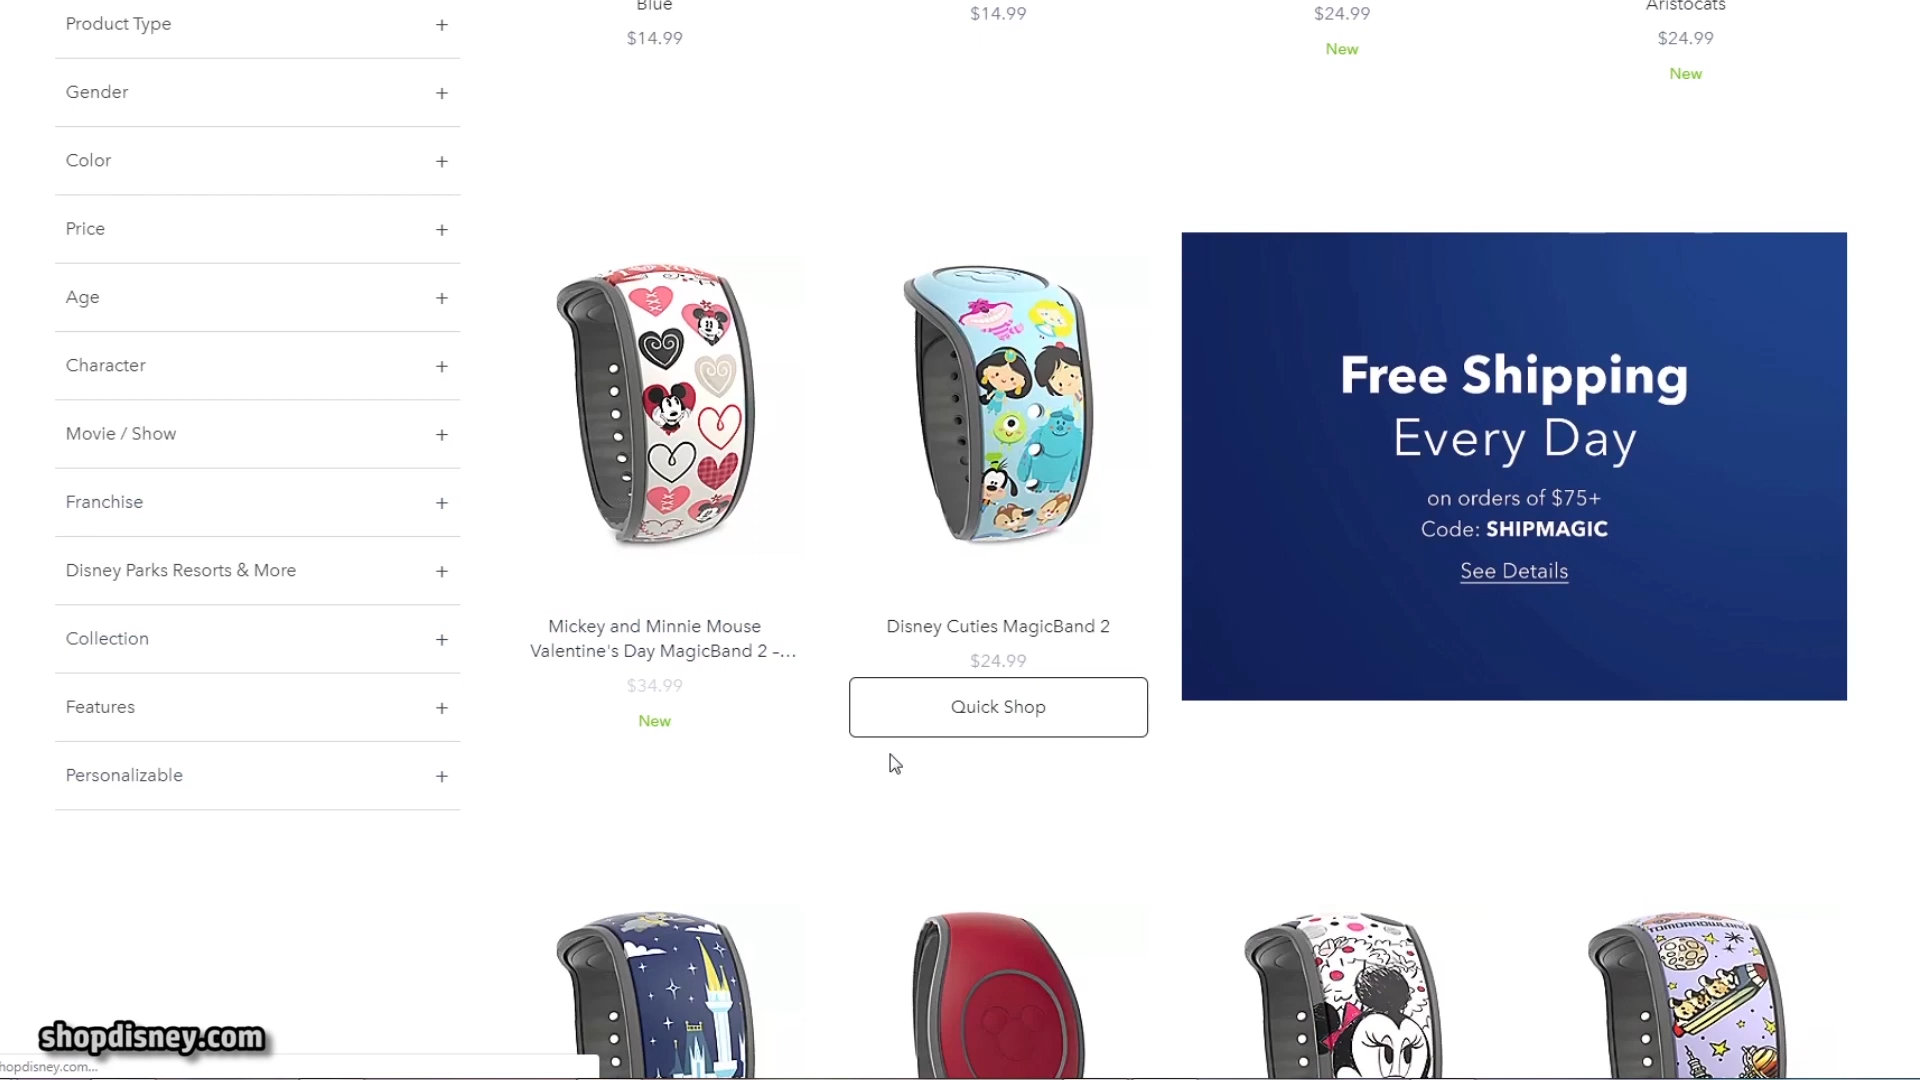 Product Type +
Gender +
Color +
Price +
Age +
Character +
Movie / Show +
Franchise +
Disney Parks Resorts & More +
Collection +
Features +
Personalizable +
Blue
$14.99
$14.99
$24.99
New
Aristocats
$24.99
New
Mickey and Minnie Mouse
Valentine's Day MagicBand 2 –...
$34.99
New
Disney Cuties MagicBand 2
$24.99
Quick Shop
Free Shipping
Every Day
on orders of $75+
Code: SHIPMAGIC
See Details
TOMORROWLAND
shopdisney.com
hopdisney.com...